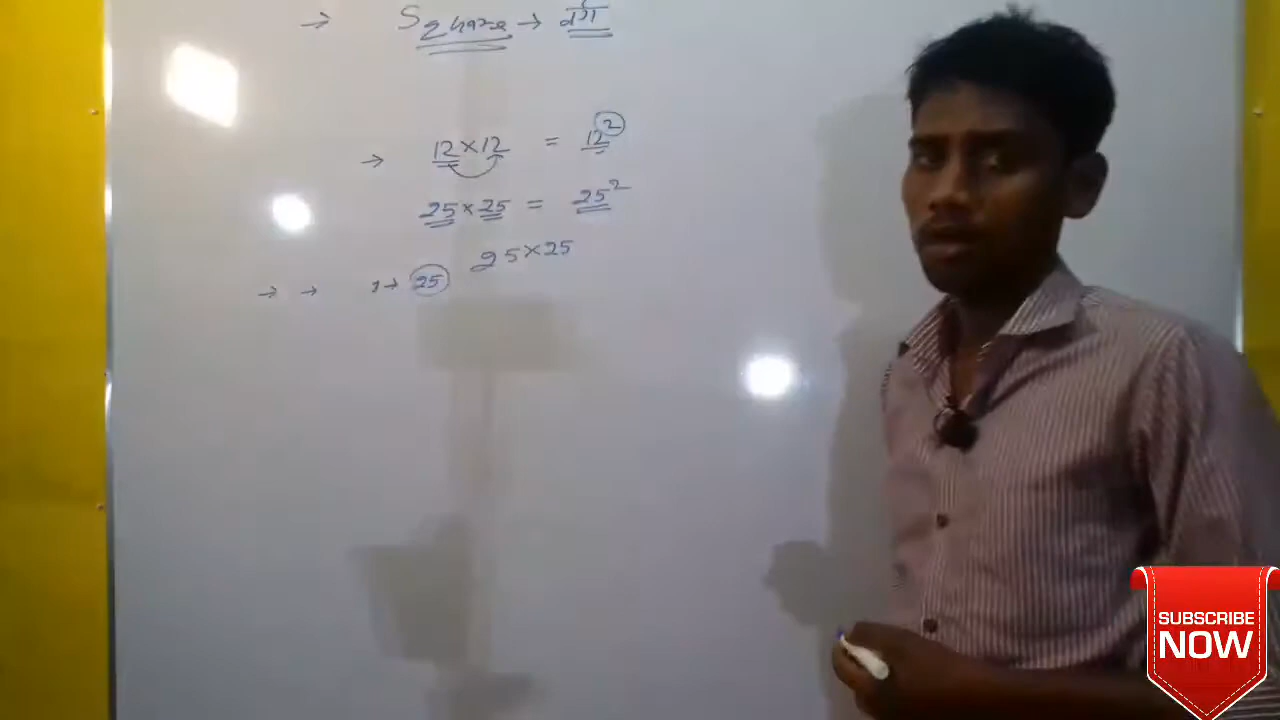 → Square → वर्ग
→ 12×12 = 12²
25×25 = 25²
25×25
→ → 1→ 25
SUBSCRIBE
NOW